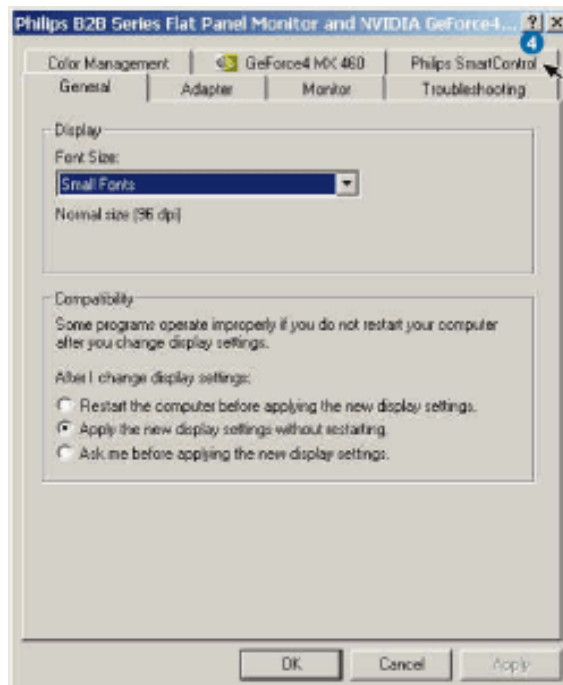 Philips B2B Series Flat Panel Monitor and NVIDIA GeForce4...
4
Color Management GeForce4 MX 460 Philips SmartControl
General Adapter Monitor Troubleshooting
Display
Font Size:
Small Fonts
Normal size (96 dpi)
Compatibility
Some programs operate improperly if you do not restart your computer
after you change display settings.
After I change display settings:
Restart the computer before applying the new display settings.
Apply the new display settings without restarting.
Ask me before applying the new display settings.
OK Cancel Apply